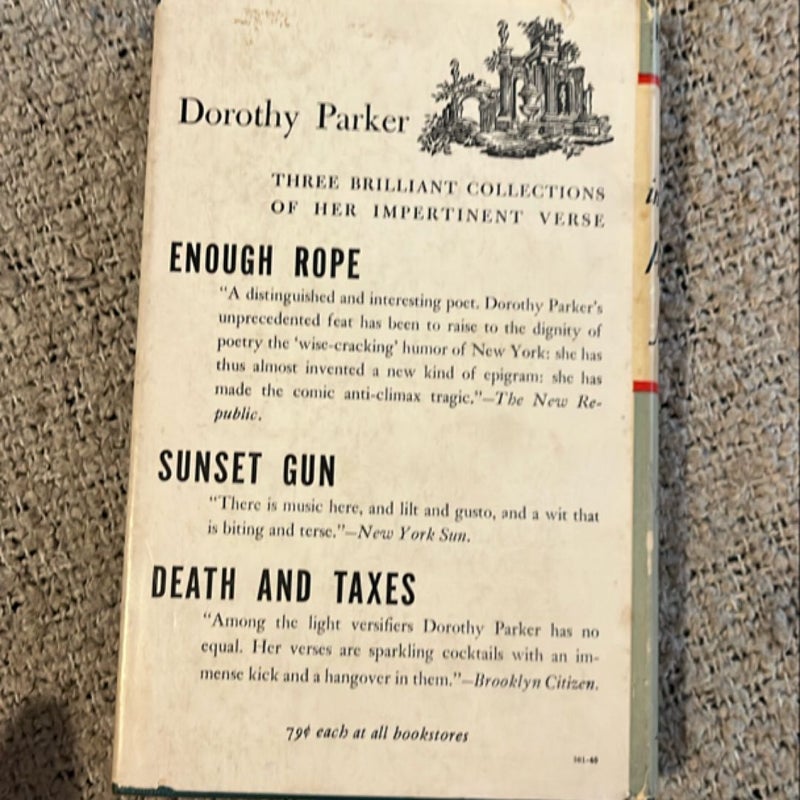 Dorothy Parker
THREE BRILLIANT COLLECTIONS
OF HER IMPERTINENT VERSE
ENOUGH ROPE
"A distinguished and interesting poet. Dorothy Parker's
unprecedented feat has been to raise to the dignity of
poetry the 'wise-cracking' humor of New York: she has
thus almost invented a new kind of epigram: she has
made the comic anti-climax tragic."—The New Re-
public.
SUNSET GUN
"There is music here, and lilt and gusto, and a wit that
is biting and terse."—New York Sun.
DEATH AND TAXES
"Among the light versifiers Dorothy Parker has no
equal. Her verses are sparkling cocktails with an im-
mense kick and a hangover in them."—Brooklyn Citizen.
79¢ each at all bookstores